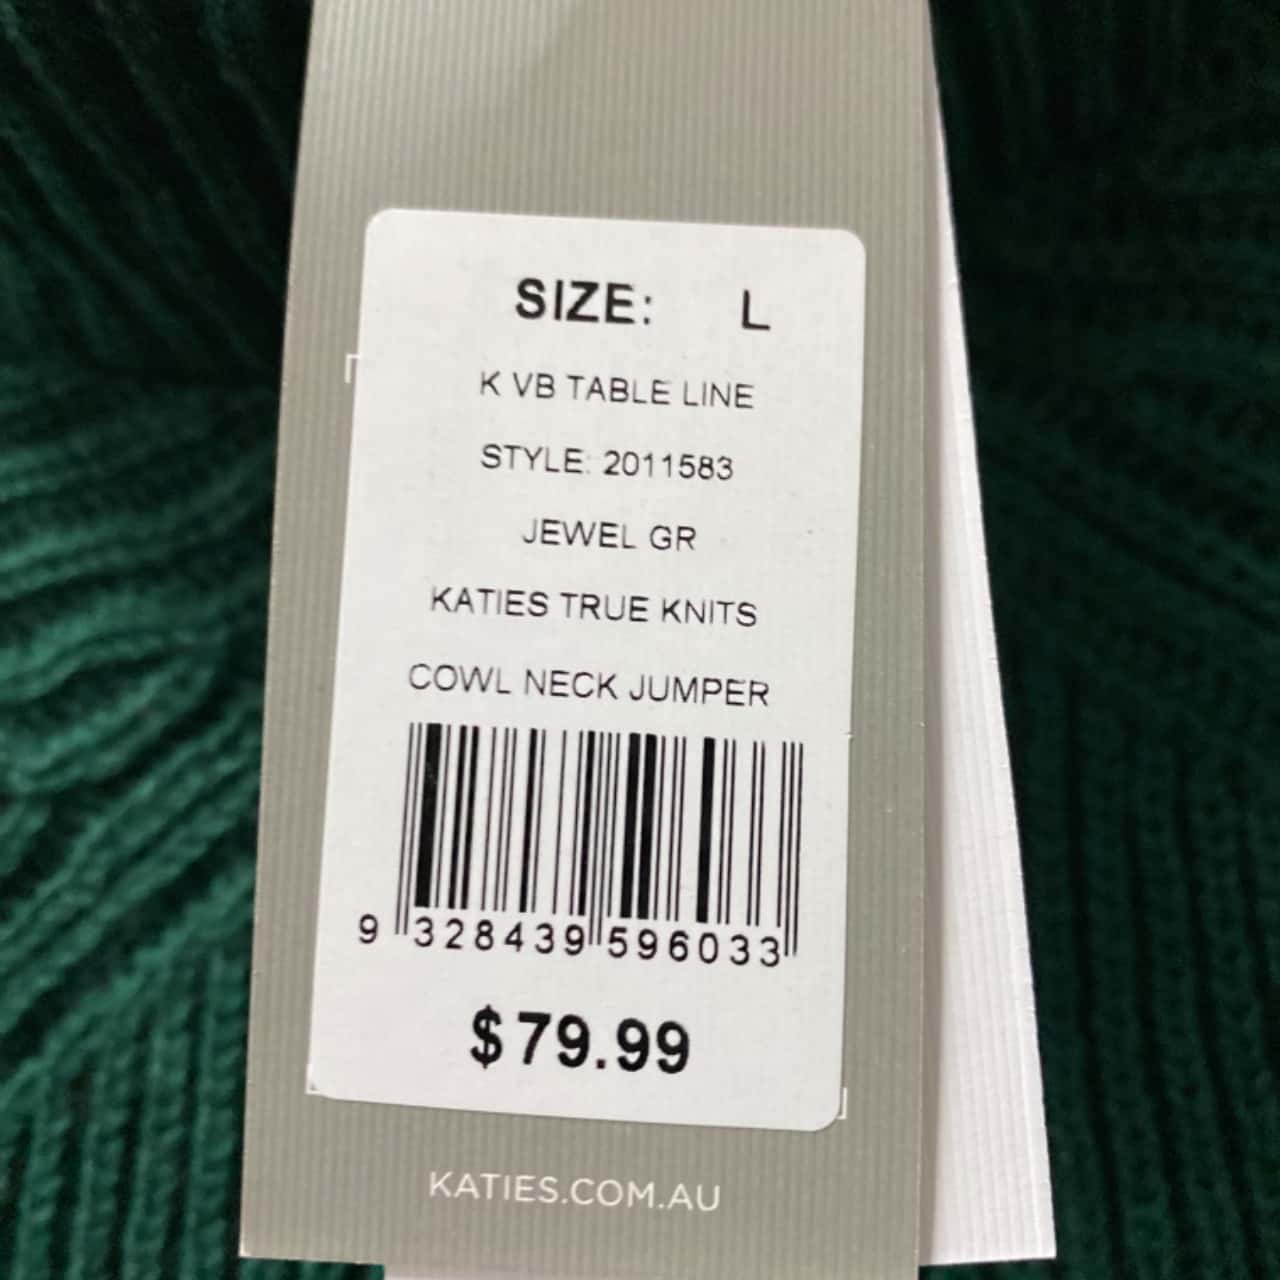 SIZE: L
K VB TABLE LINE
STYLE: 2011583
JEWEL GR
KATIES TRUE KNITS
COWL NECK JUMPER
9 328439 596033
$79.99
KATIES.COM.AU